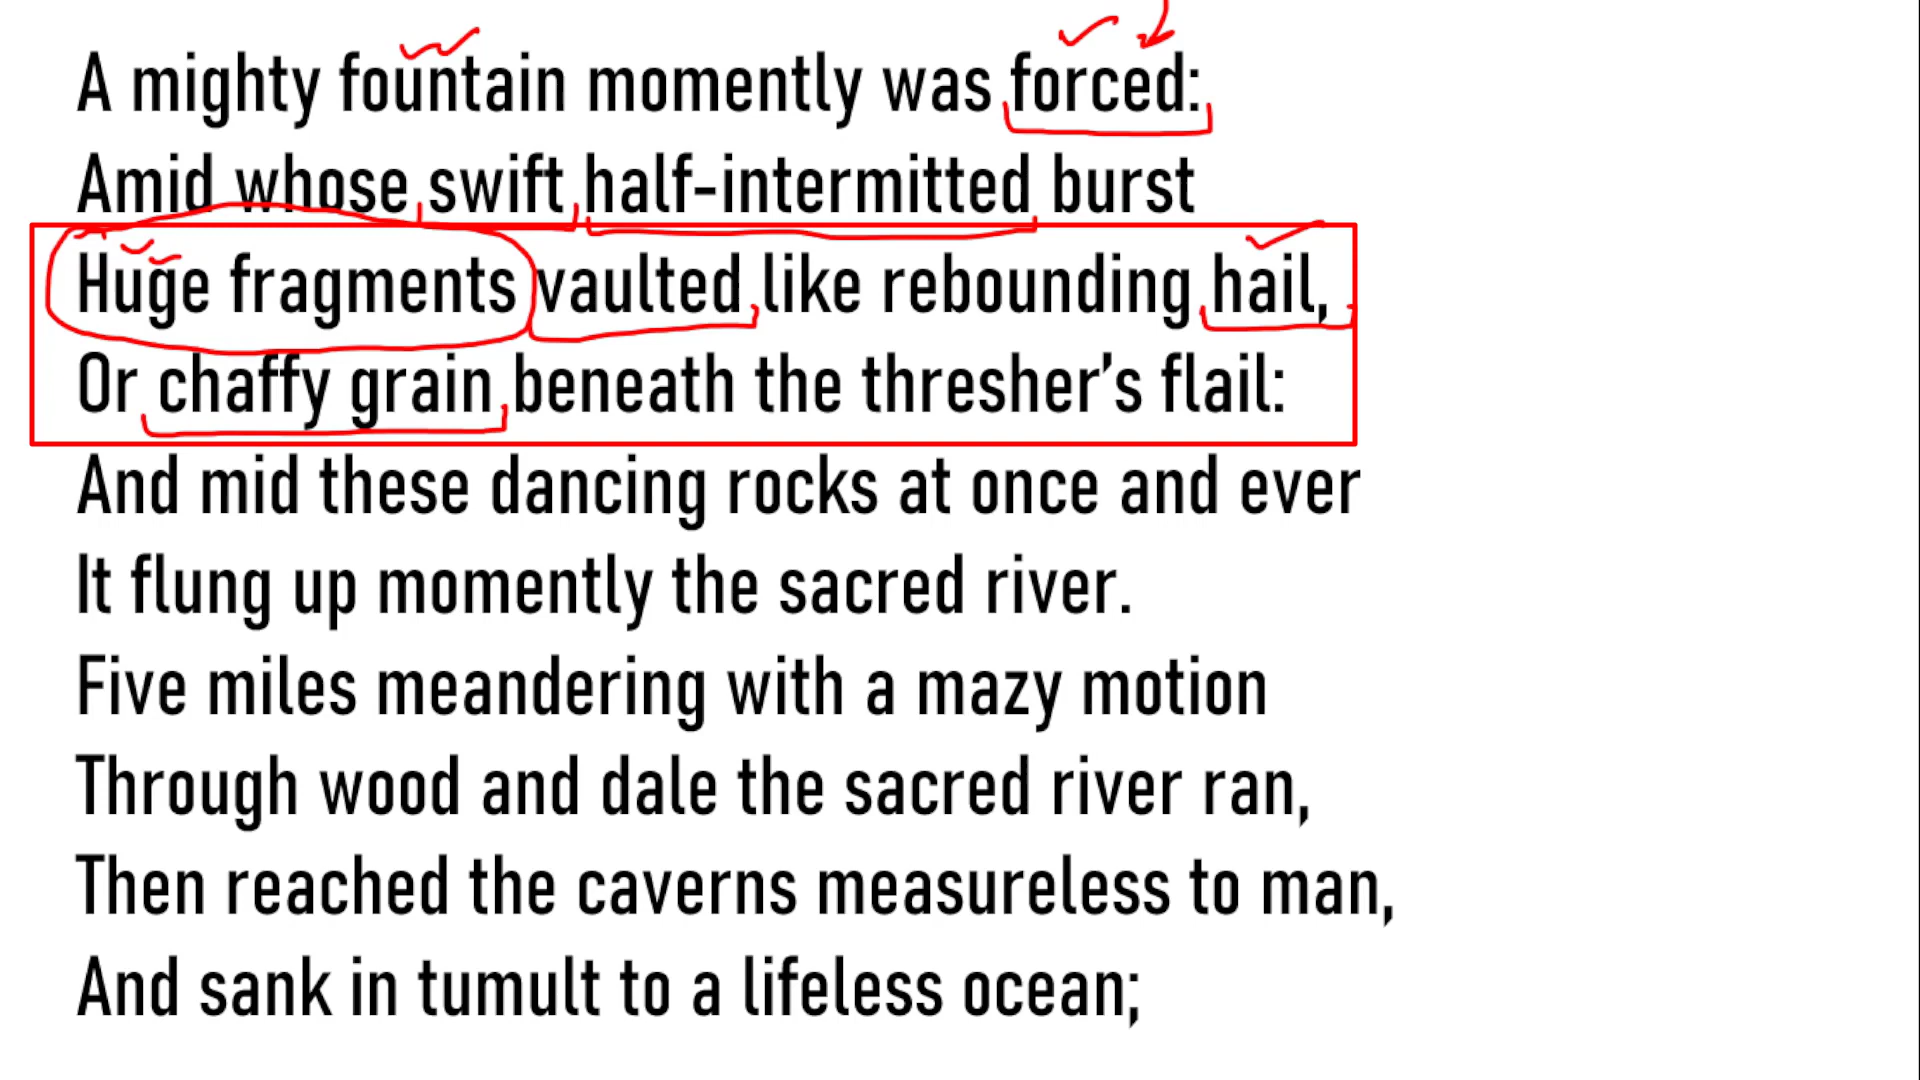 A mighty fountain momently was forced:
Amid whose swift half-intermitted burst
Huge fragments vaulted like rebounding hail,
Or chaffy grain beneath the thresher’s flail:
And mid these dancing rocks at once and ever
It flung up momently the sacred river.
Five miles meandering with a mazy motion
Through wood and dale the sacred river ran,
Then reached the caverns measureless to man,
And sank in tumult to a lifeless ocean;